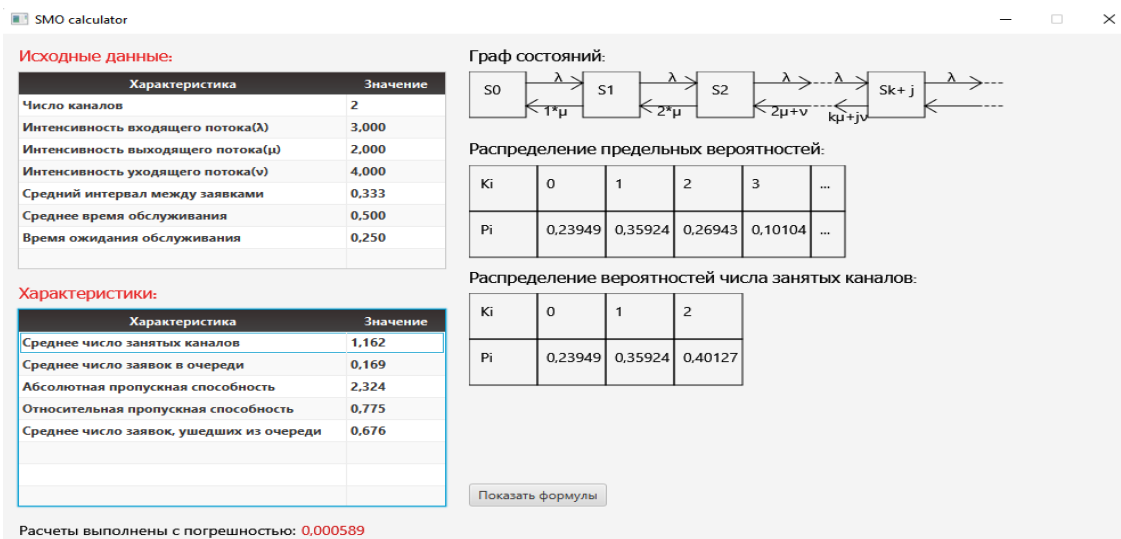 SMO calculator
Исходные данные:
Характеристика Значение
Число каналов 2
Интенсивность входящего потока(λ) 3,000
Интенсивность выходящего потока(μ) 2,000
Интенсивность уходящего потока(ν) 4,000
Средний интервал между заявками 0,333
Среднее время обслуживания 0,500
Время ожидания обслуживания 0,250
Характеристики:
Характеристика Значение
Среднее число занятых каналов 1,162
Среднее число заявок в очереди 0,169
Абсолютная пропускная способность 2,324
Относительная пропускная способность 0,775
Среднее число заявок, ушедших из очереди 0,676
Расчеты выполнены с погрешностью: 0,000589
Граф состояний:
λ λ λ λ λ
S0 S1 S2 Sk+ j
1*μ 2*μ 2μ+ν kμ+jν
Распределение предельных вероятностей:
Ki 0 1 2 3 ...
Pi 0,23949 0,35924 0,26943 0,10104 ...
Распределение вероятностей числа занятых каналов:
Ki 0 1 2
Pi 0,23949 0,35924 0,40127
Показать формулы